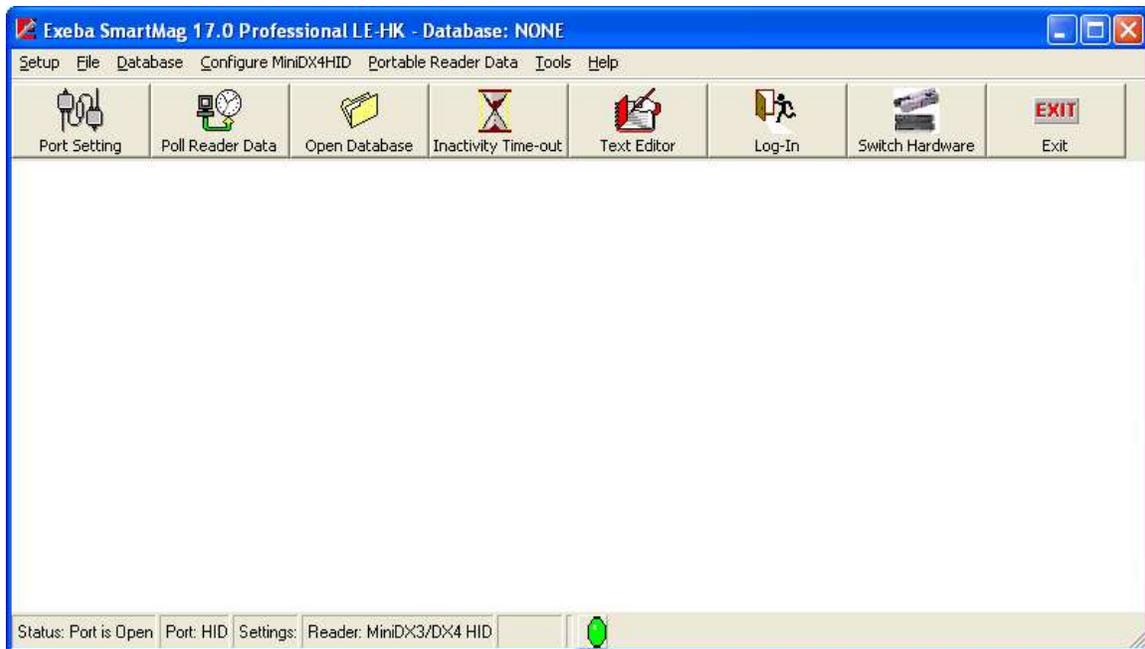 Exeba SmartMag 17.0 Professional LE-HK - Database: NONE
Setup File Database Configure MiniDX4HID Portable Reader Data Tools Help
Port Setting Poll Reader Data Open Database Inactivity Time-out Text Editor Log-In Switch Hardware EXIT Exit
Status: Port is Open Port: HID Settings: Reader: MiniDX3/DX4 HID